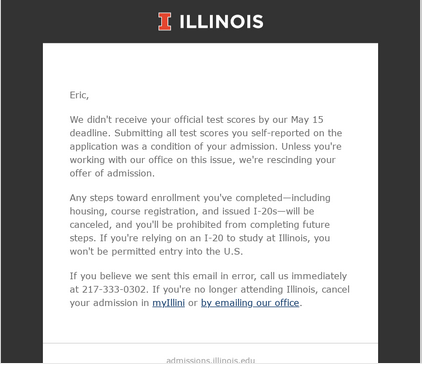 I ILLINOIS
Eric,
We didn't receive your official test scores by our May 15
deadline. Submitting all test scores you self-reported on the
application was a condition of your admission. Unless you're
working with our office on this issue, we're rescinding your
offer of admission.
Any steps toward enrollment you've completed—including
housing, course registration, and issued I-20s—will be
canceled, and you'll be prohibited from completing future
steps. If you're relying on an I-20 to study at Illinois, you
won't be permitted entry into the U.S.
If you believe we sent this email in error, call us immediately
at 217-333-0302. If you're no longer attending Illinois, cancel
your admission in myIllini or by emailing our office.
admissions.illinois.edu